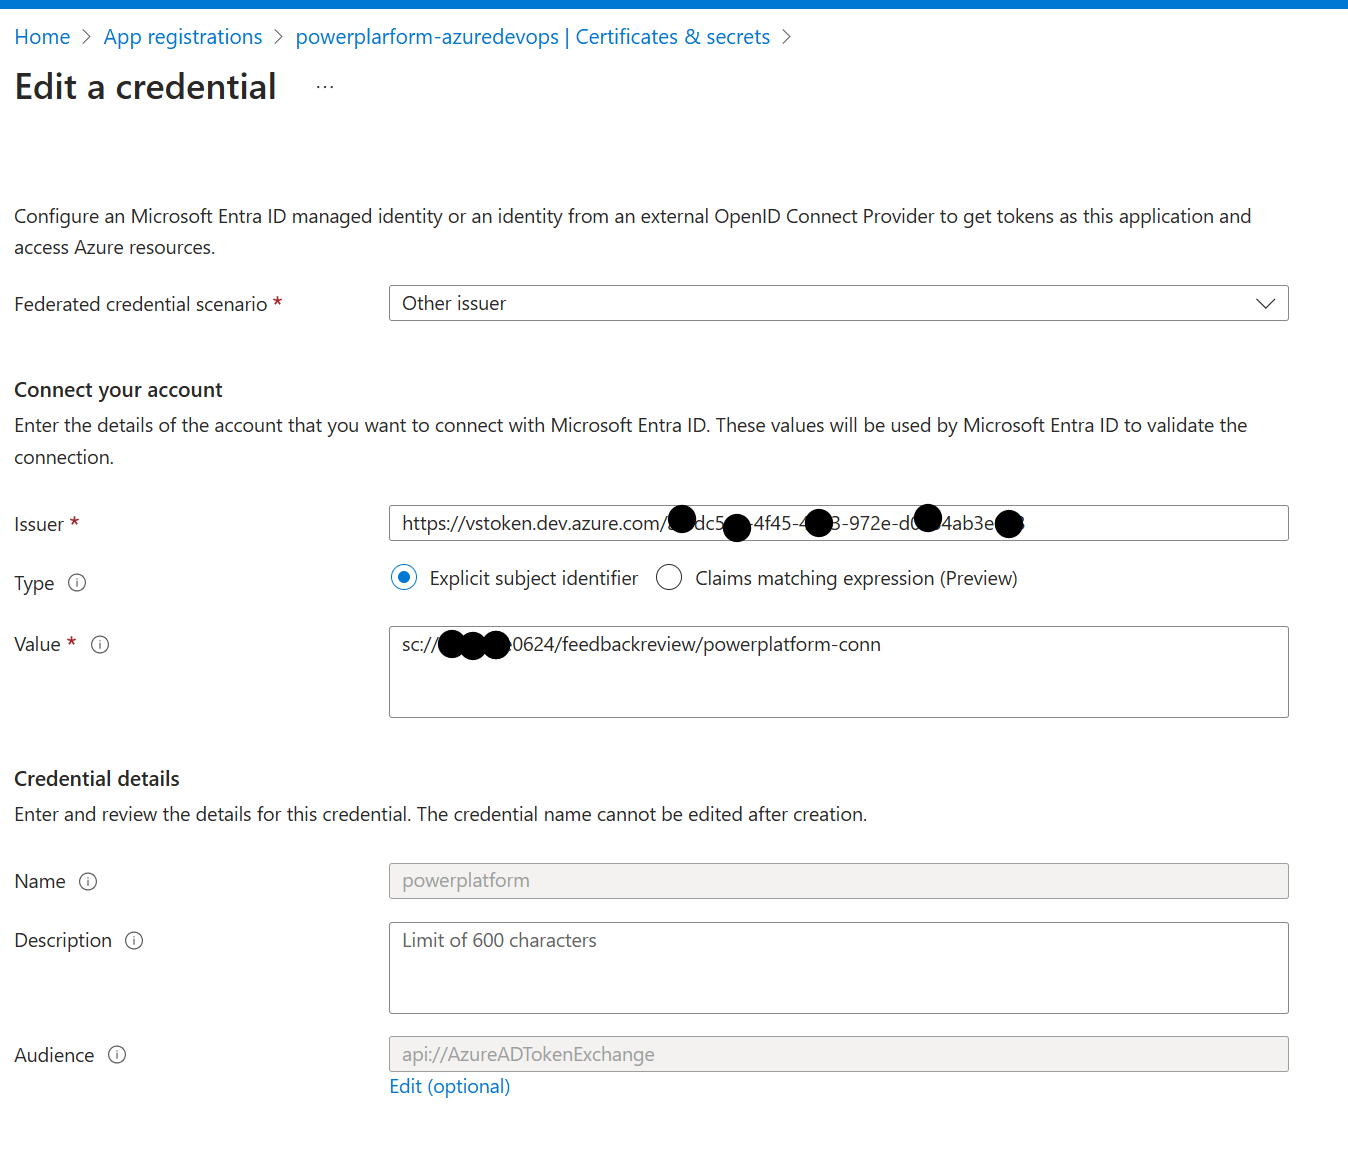 Home > App registrations > powerplarform-azuredevops | Certificates & secrets >
Edit a credential ...
Configure an Microsoft Entra ID managed identity or an identity from an external OpenID Connect Provider to get tokens as this application and
access Azure resources.
Federated credential scenario * Other issuer
Connect your account
Enter the details of the account that you want to connect with Microsoft Entra ID. These values will be used by Microsoft Entra ID to validate the
connection.
Issuer * https://vstoken.dev.azure.com/ dc5 -4f45-4 3-972e-d 4ab3e
Type Explicit subject identifier Claims matching expression (Preview)
Value * sc:// 0624/feedbackreview/powerplatform-conn
Credential details
Enter and review the details for this credential. The credential name cannot be edited after creation.
Name powerplatform
Description Limit of 600 characters
Audience api://AzureADTokenExchange
Edit (optional)